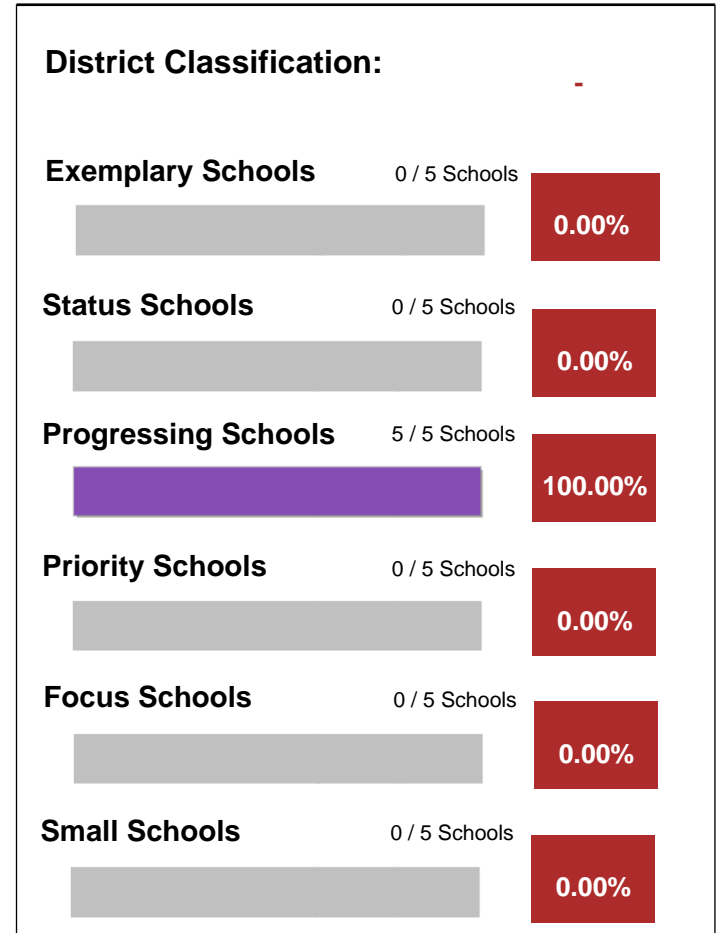 District Classification:
-
Exemplary Schools 0 / 5 Schools
0.00%
Status Schools 0 / 5 Schools
0.00%
Progressing Schools 5 / 5 Schools
100.00%
Priority Schools 0 / 5 Schools
0.00%
Focus Schools 0 / 5 Schools
0.00%
Small Schools 0 / 5 Schools
0.00%